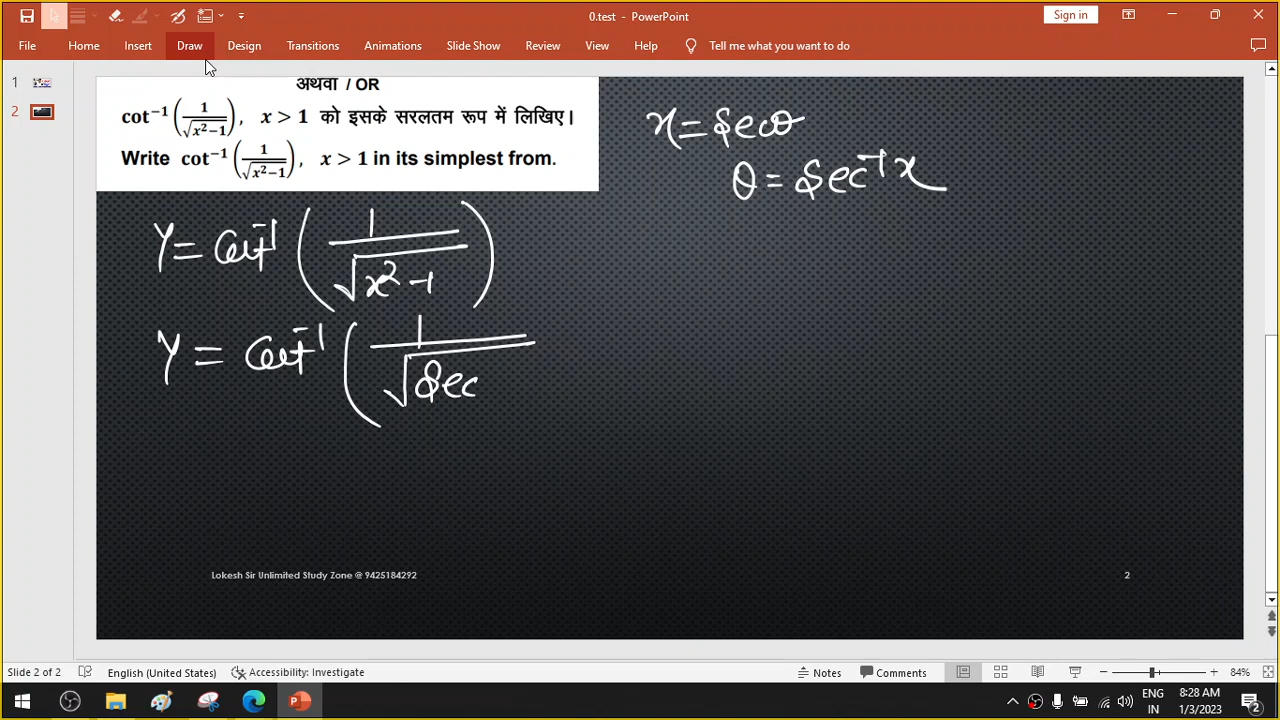 0.test - PowerPoint
Sign in
File Home Insert Draw Design Transitions Animations Slide Show Review View Help Tell me what you want to do
1
2
अथवा / OR
cot⁻¹(1/√(x²−1)), x > 1 को इसके सरलतम रूप में लिखिए।
Write cot⁻¹(1/√(x²−1)), x > 1 in its simplest from.
x = Secθ
θ = Sec⁻¹x
Y = Cot⁻¹(1/√(x²−1))
Y = Cot⁻¹(1/√(Sec
Lokesh Sir Unlimited Study Zone @ 9425184292
2
Slide 2 of 2 English (United States) Accessibility: Investigate Notes Comments 84%
ENG 8:28 AM
IN 1/3/2023 2